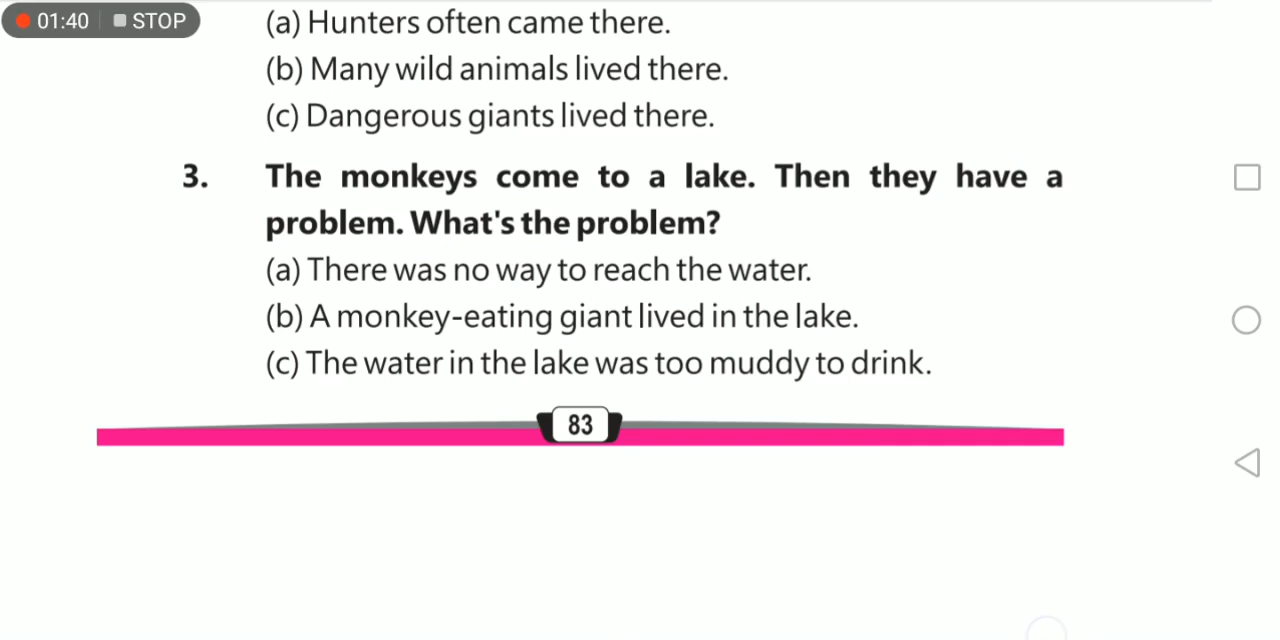 01:40 STOP
(a) Hunters often came there.
(b) Many wild animals lived there.
(c) Dangerous giants lived there.
3. The monkeys come to a lake. Then they have a
problem. What's the problem?
(a) There was no way to reach the water.
(b) A monkey-eating giant lived in the lake.
(c) The water in the lake was too muddy to drink.
83